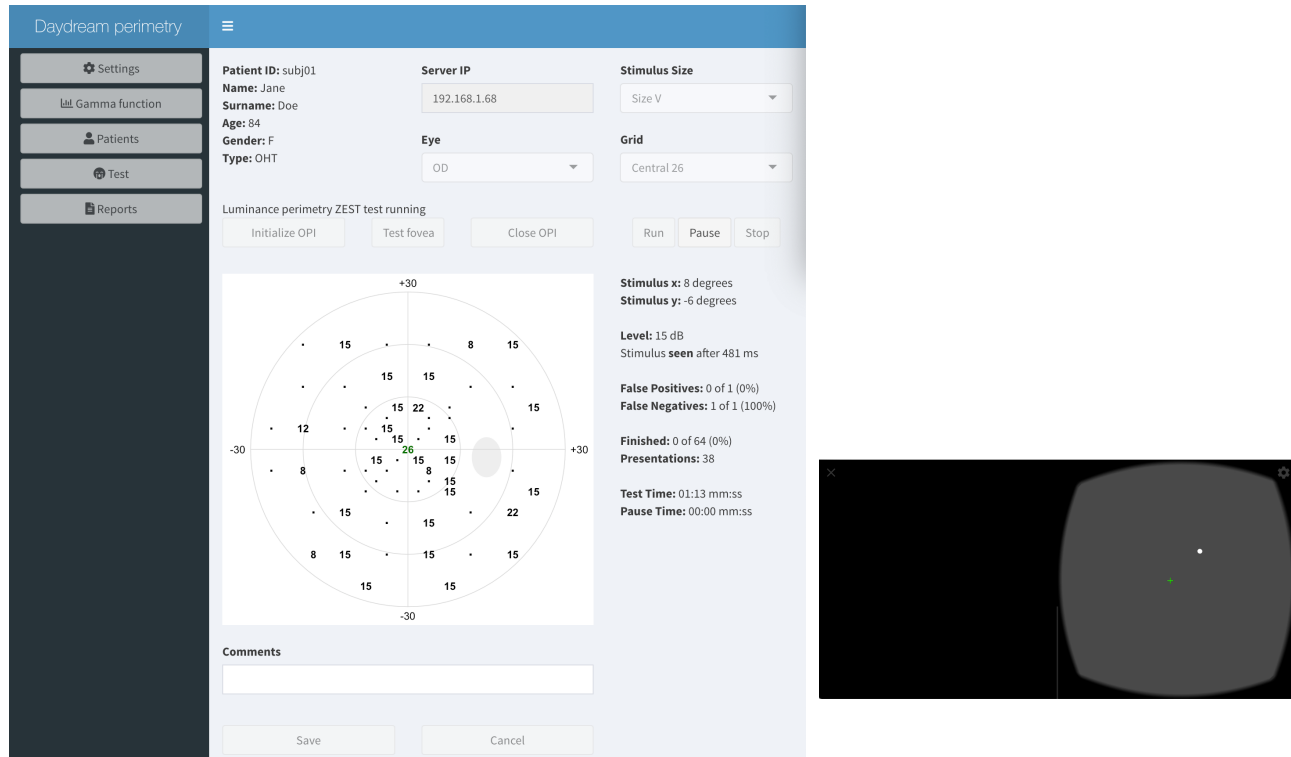 Daydream perimetry
Settings
Gamma function
Patients
Test
Reports
Patient ID: subj01
Name: Jane
Surname: Doe
Age: 84
Gender: F
Type: OHT
Server IP
192.168.1.68
Eye
OD
Stimulus Size
Size V
Grid
Central 26
Luminance perimetry ZEST test running
Initialize OPI Test fovea Close OPI Run Pause Stop
+30
15 8 15
15 15
15 22 15
12 15
15 15
-30 26 +30
15 15 15
8 8
15
15 15
15 22
15
8 15 15 15
15 15
-30
Stimulus x: 8 degrees
Stimulus y: -6 degrees
Level: 15 dB
Stimulus seen after 481 ms
False Positives: 0 of 1 (0%)
False Negatives: 1 of 1 (100%)
Finished: 0 of 64 (0%)
Presentations: 38
Test Time: 01:13 mm:ss
Pause Time: 00:00 mm:ss
Comments
Save Cancel